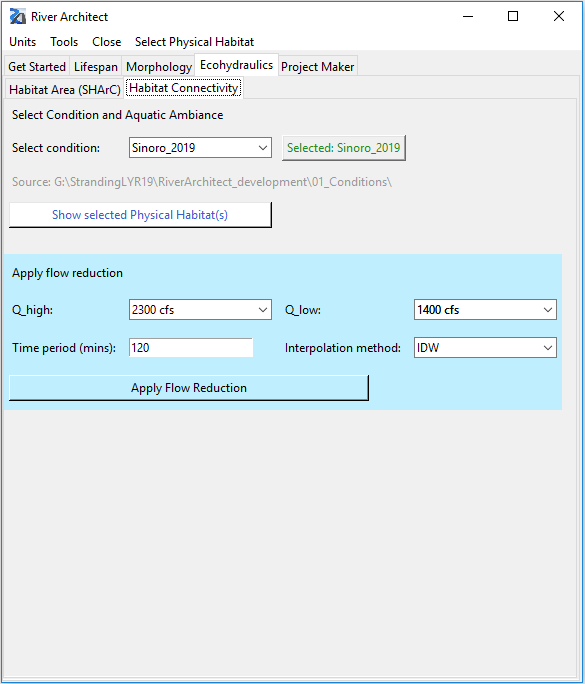 River Architect
Units Tools Close Select Physical Habitat
Get Started Lifespan Morphology Ecohydraulics Project Maker
Habitat Area (SHArC) Habitat Connectivity
Select Condition and Aquatic Ambiance
Select condition: Sinoro_2019 Selected: Sinoro_2019
Source: G:\StrandingLYR19\RiverArchitect_development\01_Conditions\
Show selected Physical Habitat(s)
Apply flow reduction
Q_high: 2300 cfs Q_low: 1400 cfs
Time period (mins): 120 Interpolation method: IDW
Apply Flow Reduction